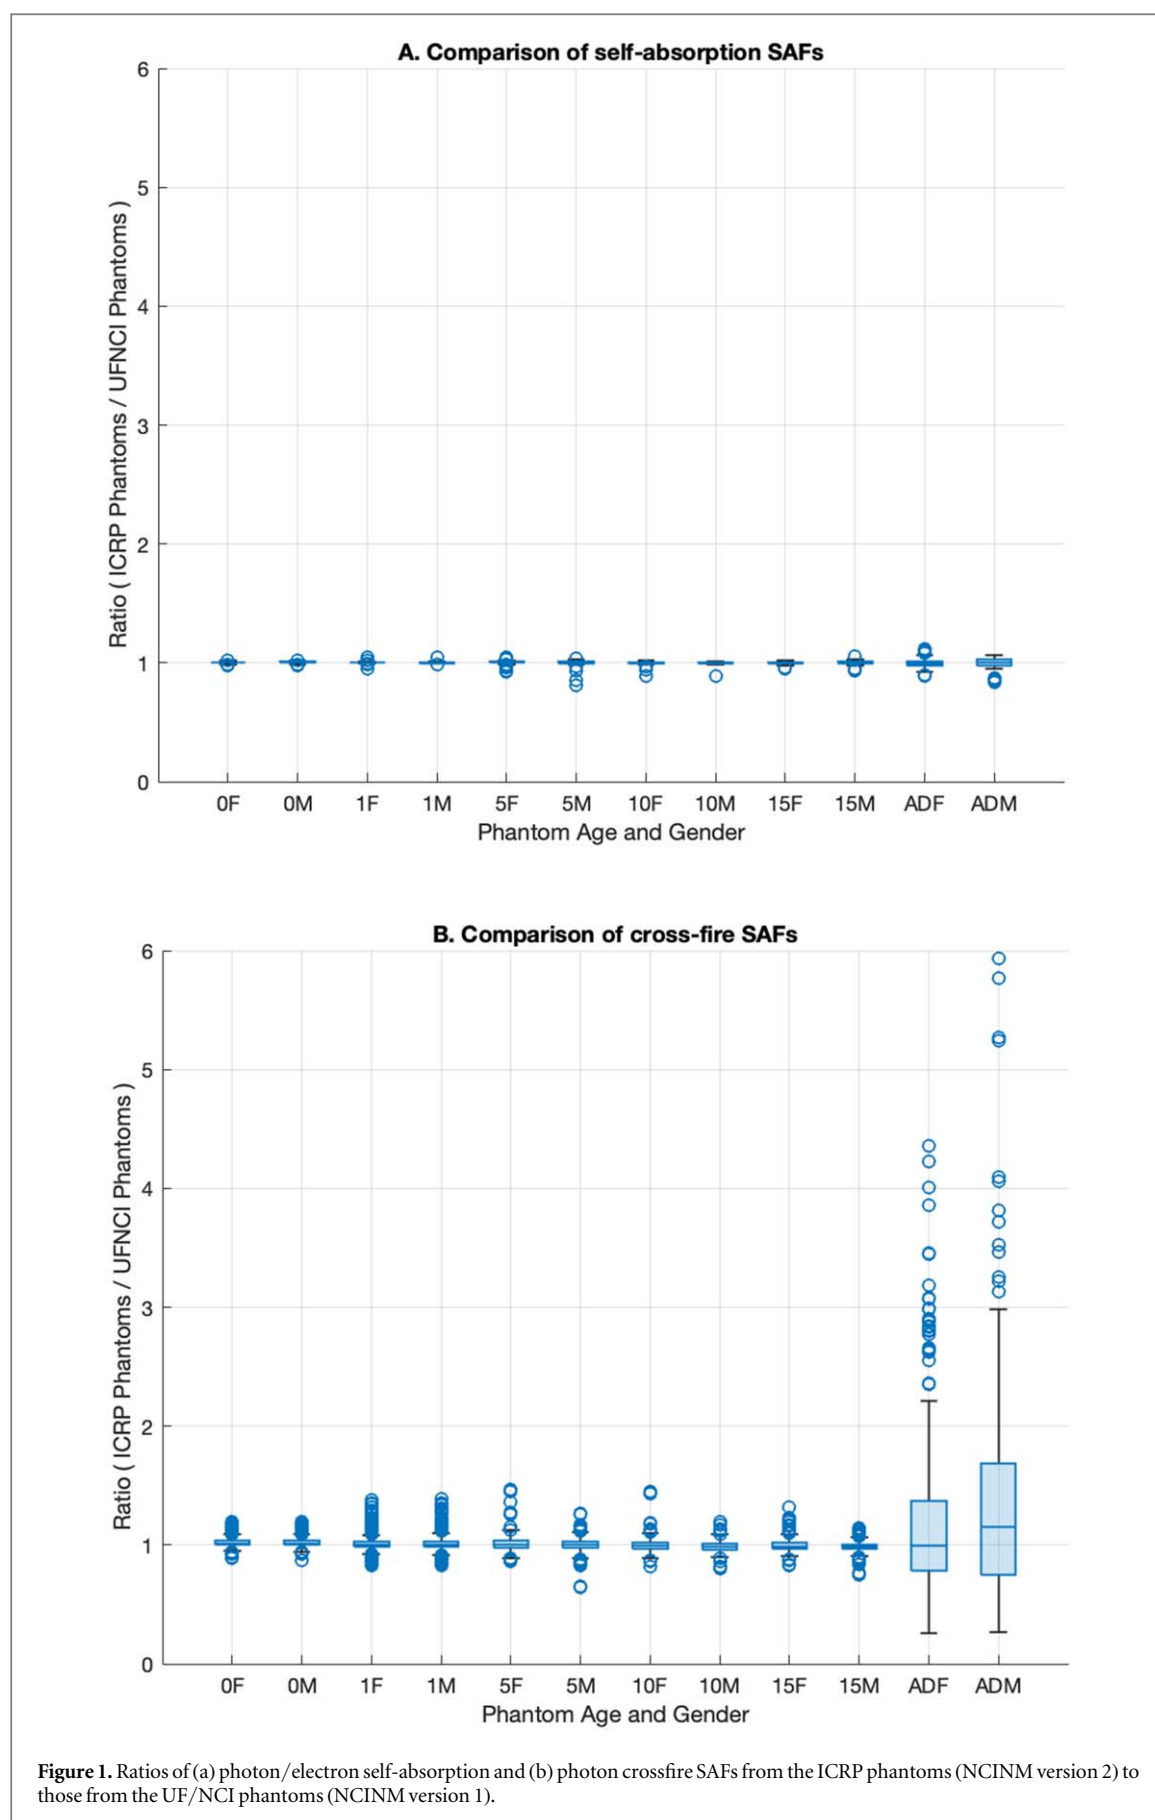 A. Comparison of self-absorption SAFs
6
5
4
3
2
1
0
Ratio ( ICRP Phantoms / UFNCI Phantoms )
0F 0M 1F 1M 5F 5M 10F 10M 15F 15M ADF ADM
Phantom Age and Gender
B. Comparison of cross-fire SAFs
6
5
4
3
2
1
0
Ratio ( ICRP Phantoms / UFNCI Phantoms )
0F 0M 1F 1M 5F 5M 10F 10M 15F 15M ADF ADM
Phantom Age and Gender
Figure 1. Ratios of (a) photon/electron self-absorption and (b) photon crossfire SAFs from the ICRP phantoms (NCINM version 2) to
those from the UF/NCI phantoms (NCINM version 1).